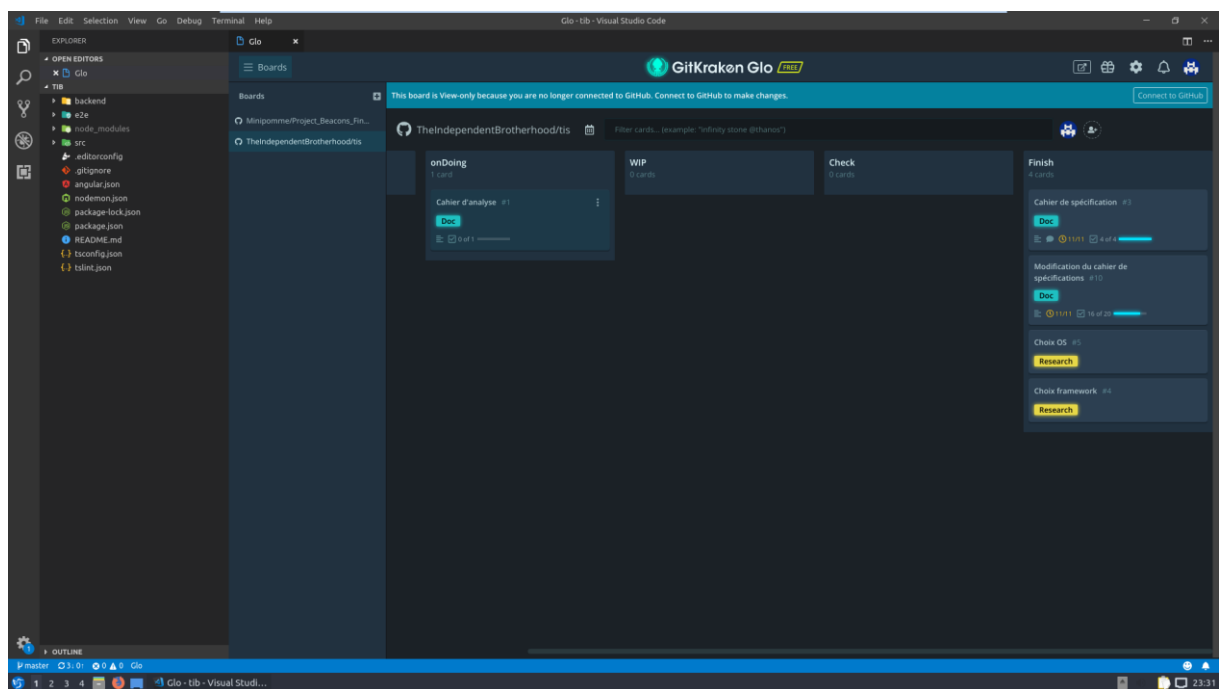 File Edit Selection View Go Debug Terminal Help
Glo - tib - Visual Studio Code
EXPLORER
OPEN EDITORS
Glo
TIB
backend
e2e
node_modules
src
.editorconfig
.gitignore
angular.json
nodemon.json
package-lock.json
package.json
README.md
tsconfig.json
tslint.json
OUTLINE
Glo
Boards
GitKraken Glo FREE
Boards
Minipomme/Project_Beacons_Fin...
TheIndependentBrotherhood/tis
This board is View-only because you are no longer connected to GitHub. Connect to GitHub to make changes.
Connect to GitHub
TheIndependentBrotherhood/tis
Filter cards... (example: "infinity stone @thanos")
onDoing
1 card
Cahier d'analyse #1
Doc
0 of 1
WIP
0 cards
Check
0 cards
Finish
4 cards
Cahier de spécification #3
Doc
11/11 4 of 4
Modification du cahier de
spécifications #10
Doc
11/11 16 of 20
Choix OS #5
Research
Choix framework #4
Research
1
master 3↓ 0↑ 0 0 Glo
1 2 3 4 Glo - tib - Visual Studi... 23:31